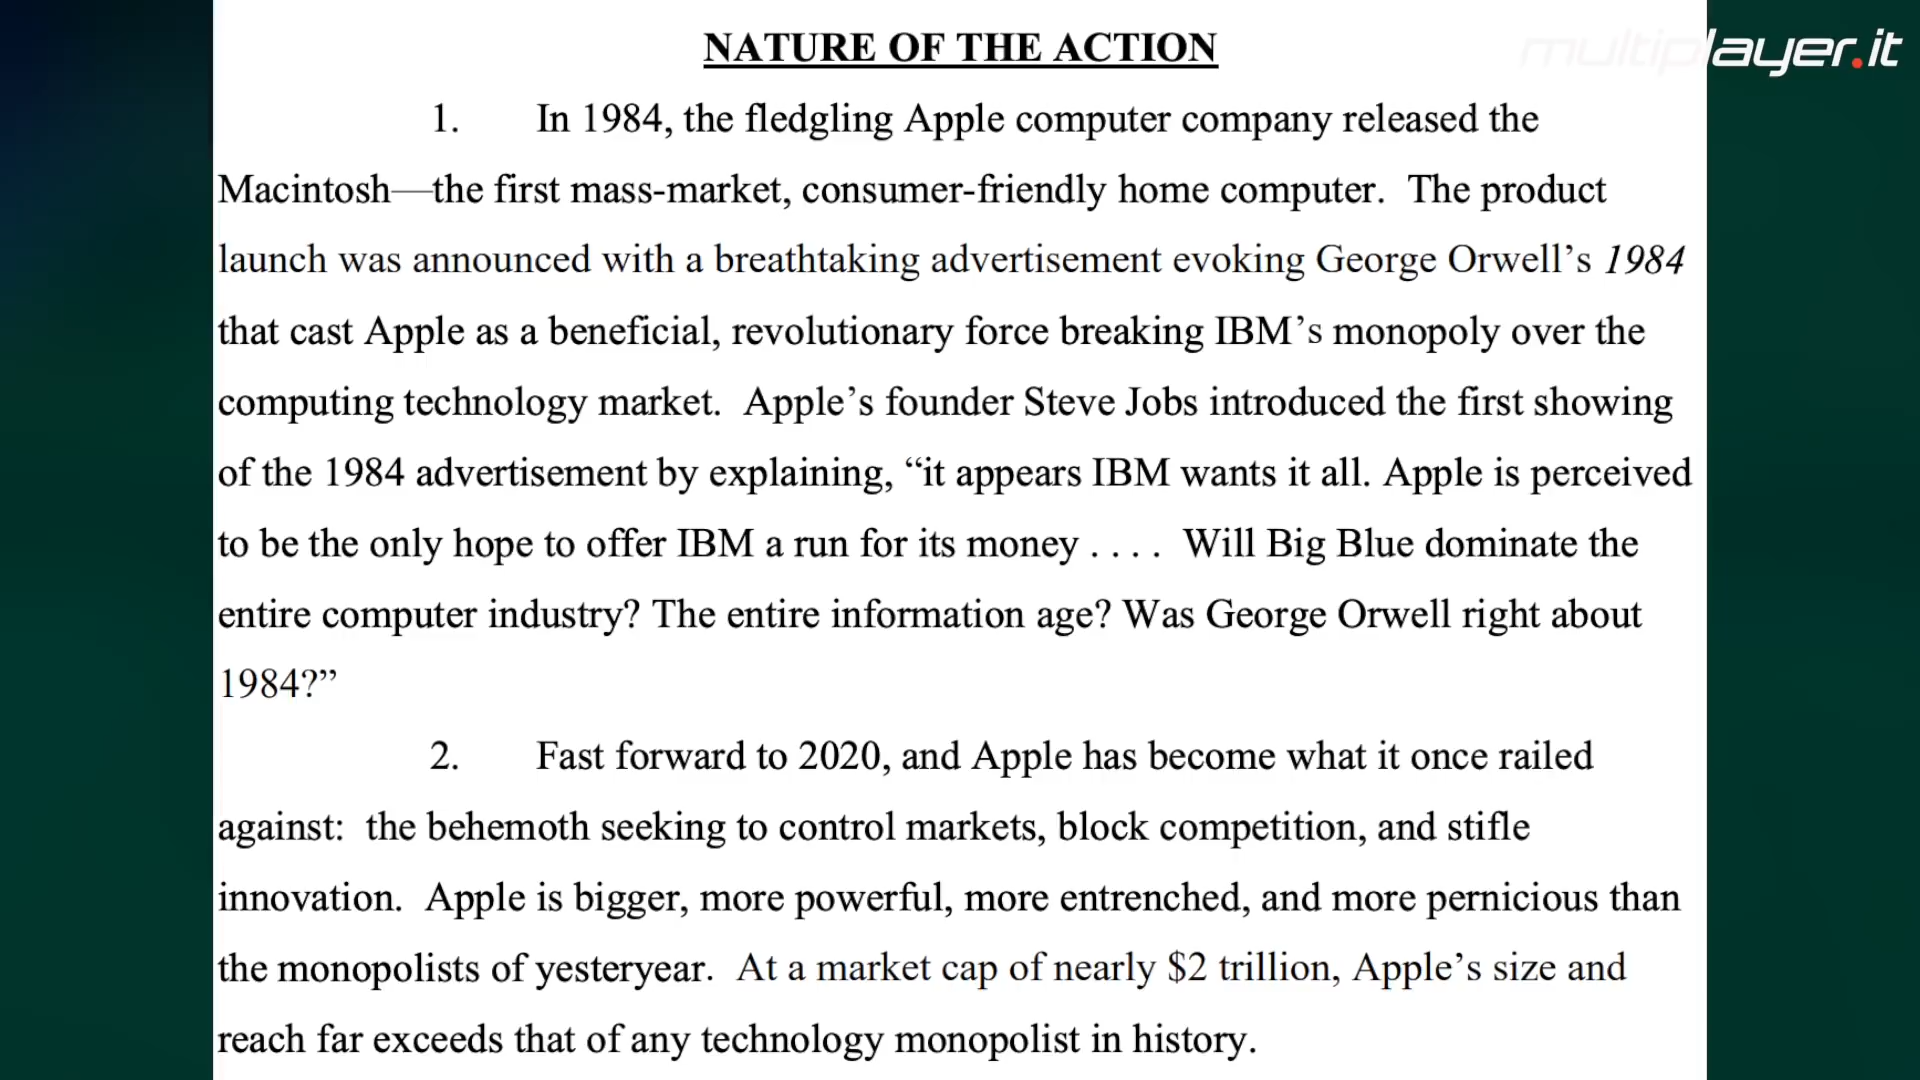 NATURE OF THE ACTION
multiplayer.it
1. In 1984, the fledgling Apple computer company released the
Macintosh—the first mass-market, consumer-friendly home computer. The product
launch was announced with a breathtaking advertisement evoking George Orwell’s 1984
that cast Apple as a beneficial, revolutionary force breaking IBM’s monopoly over the
computing technology market. Apple’s founder Steve Jobs introduced the first showing
of the 1984 advertisement by explaining, “it appears IBM wants it all. Apple is perceived
to be the only hope to offer IBM a run for its money . . . . Will Big Blue dominate the
entire computer industry? The entire information age? Was George Orwell right about
1984?”
2. Fast forward to 2020, and Apple has become what it once railed
against: the behemoth seeking to control markets, block competition, and stifle
innovation. Apple is bigger, more powerful, more entrenched, and more pernicious than
the monopolists of yesteryear. At a market cap of nearly $2 trillion, Apple’s size and
reach far exceeds that of any technology monopolist in history.